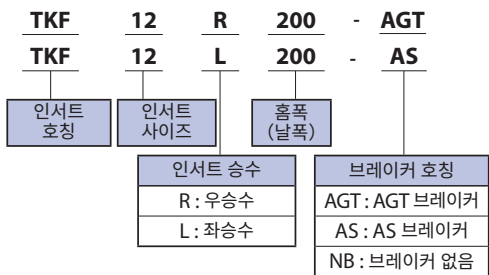 TKF 12 R 200 - AGT
TKF 12 L 200 - AS
인서트 호칭
인서트 사이즈
홈폭 (날폭)
인서트 승수
R : 우승수
L : 좌승수
브레이커 호칭
AGT : AGT 브레이커
AS : AS 브레이커
NB : 브레이커 없음